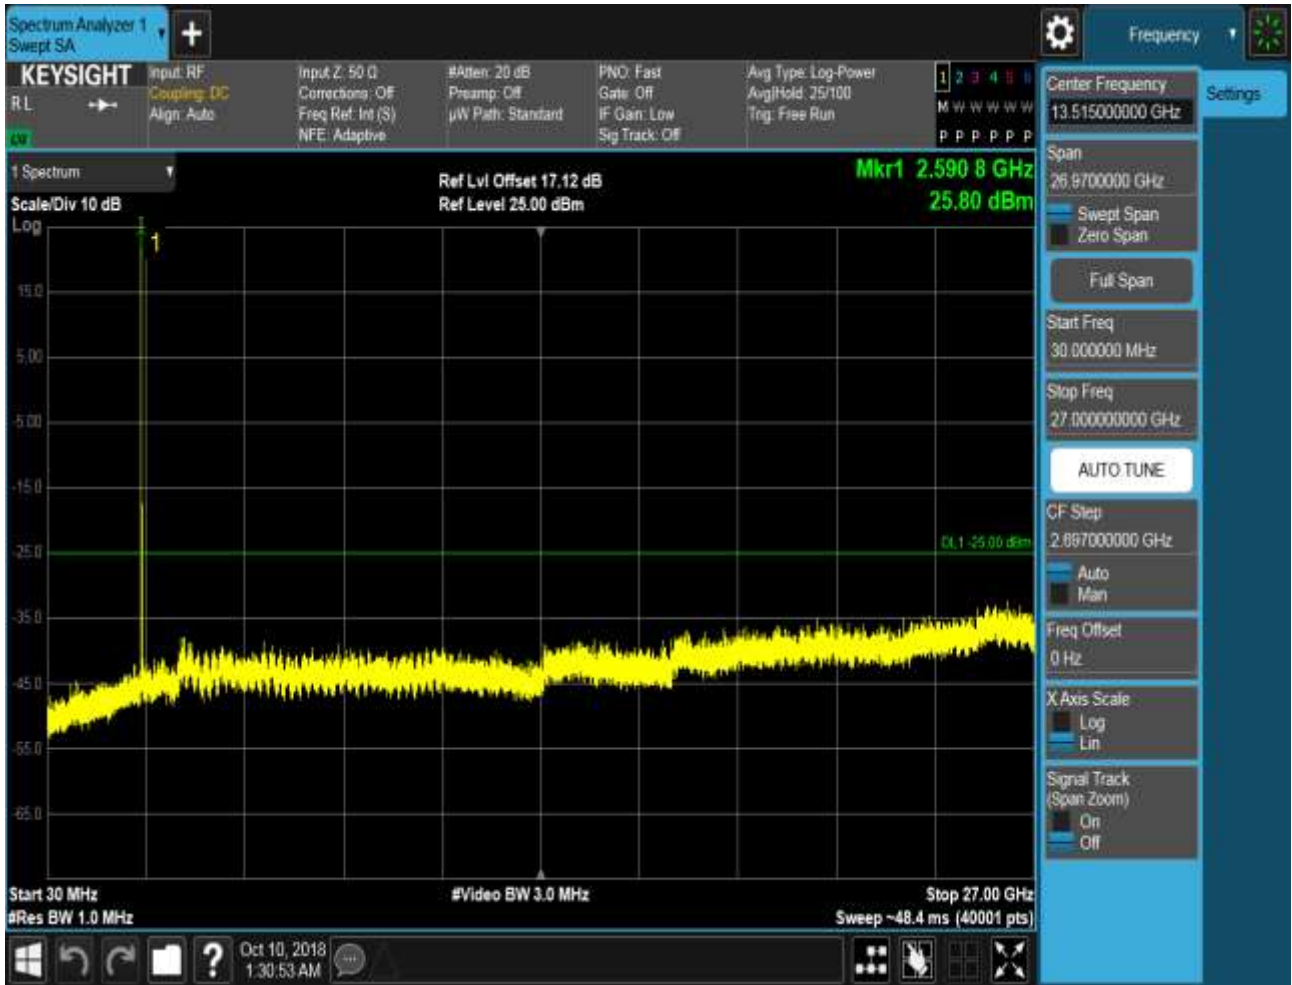 Spectrum Analyzer 1
Swept SA
+
Frequency
KEYSIGHT
RL
LW
Input: RF
Coupling: DC
Align: Auto
Input Z: 50 Ω
Corrections: Off
Freq Ref: Int (S)
NFE: Adaptive
#Atten: 20 dB
Preamp: Off
µW Path: Standard
PNO: Fast
Gate: Off
IF Gain: Low
Sig Track: Off
Avg Type: Log-Power
Avg|Hold: 25/100
Trig: Free Run
1 2 3 4 5 6
M W W W W W
P P P P P P
Center Frequency
13.515000000 GHz
Settings
1 Spectrum
Scale/Div 10 dB
Log
Ref Lvl Offset 17.12 dB
Ref Level 25.00 dBm
Mkr1 2.590 8 GHz
25.80 dBm
1
15.0
5.00
-5.00
-15.0
-25.0
-35.0
-45.0
-55.0
-65.0
DL1 -25.00 dBm
Start 30 MHz
#Res BW 1.0 MHz
#Video BW 3.0 MHz
Stop 27.00 GHz
Sweep ~48.4 ms (40001 pts)
Span
26.9700000 GHz
Swept Span
Zero Span
Full Span
Start Freq
30.000000 MHz
Stop Freq
27.000000000 GHz
AUTO TUNE
CF Step
2.697000000 GHz
Auto
Man
Freq Offset
0 Hz
X Axis Scale
Log
Lin
Signal Track
(Span Zoom)
On
Off
?
Oct 10, 2018
1:30:53 AM